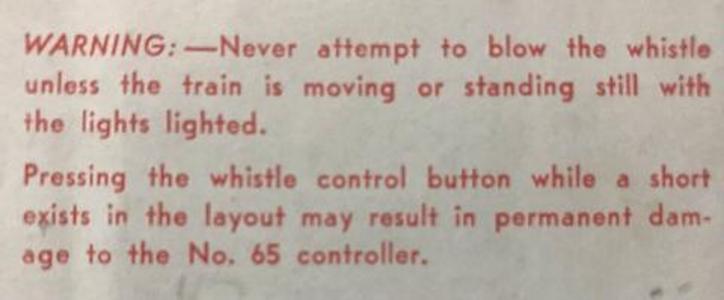 WARNING: —Never attempt to blow the whistle
unless the train is moving or standing still with
the lights lighted.
Pressing the whistle control button while a short
exists in the layout may result in permanent dam-
age to the No. 65 controller.